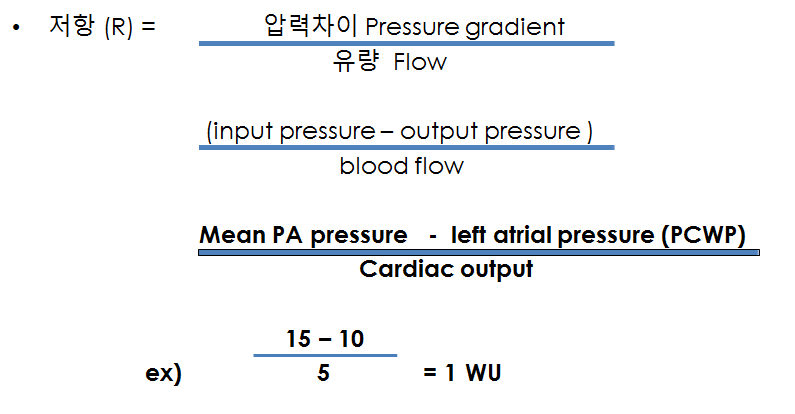 • 저항 (R) = 압력차이 Pressure gradient
유량 Flow
(input pressure – output pressure )
blood flow
Mean PA pressure - left atrial pressure (PCWP)
Cardiac output
15 – 10
ex) 5 = 1 WU